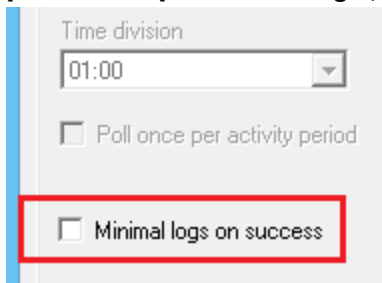 Time division
01:00
Poll once per activity period
Minimal logs on success